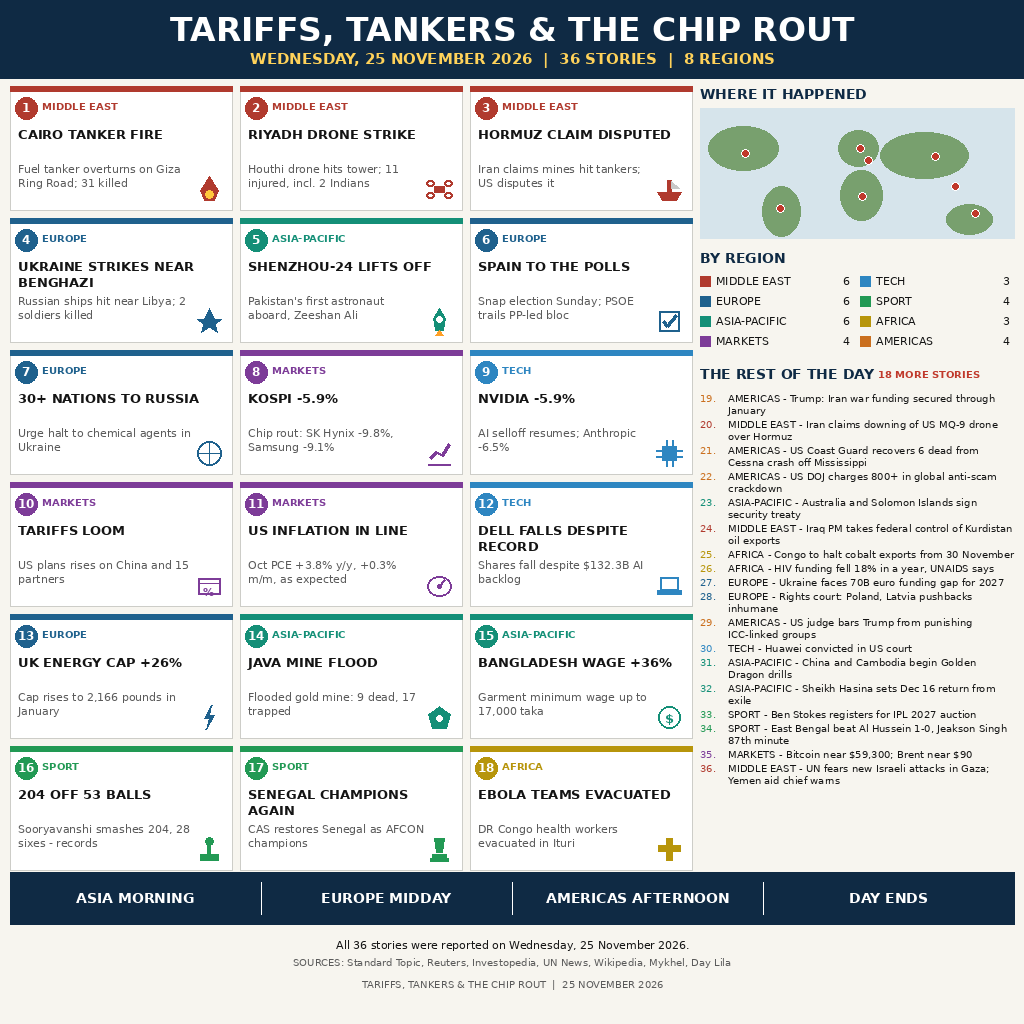 TARIFFS, TANKERS & THE CHIP ROUT
WEDNESDAY, 25 NOVEMBER 2026 | 36 STORIES | 8 REGIONS
1 MIDDLE EAST
CAIRO TANKER FIRE
Fuel tanker overturns on Giza
Ring Road; 31 killed
2 MIDDLE EAST
RIYADH DRONE STRIKE
Houthi drone hits tower; 11
injured, incl. 2 Indians
3 MIDDLE EAST
HORMUZ CLAIM DISPUTED
Iran claims mines hit tankers;
US disputes it
4 EUROPE
UKRAINE STRIKES NEAR
BENGHAZI
Russian ships hit near Libya; 2
soldiers killed
5 ASIA-PACIFIC
SHENZHOU-24 LIFTS OFF
Pakistan's first astronaut
aboard, Zeeshan Ali
6 EUROPE
SPAIN TO THE POLLS
Snap election Sunday; PSOE
trails PP-led bloc
7 EUROPE
30+ NATIONS TO RUSSIA
Urge halt to chemical agents in
Ukraine
8 MARKETS
KOSPI -5.9%
Chip rout: SK Hynix -9.8%,
Samsung -9.1%
9 TECH
NVIDIA -5.9%
AI selloff resumes; Anthropic
-6.5%
10 MARKETS
TARIFFS LOOM
US plans rises on China and 15
partners
%
11 MARKETS
US INFLATION IN LINE
Oct PCE +3.8% y/y, +0.3%
m/m, as expected
12 TECH
DELL FALLS DESPITE
RECORD
Shares fall despite $132.3B AI
backlog
13 EUROPE
UK ENERGY CAP +26%
Cap rises to 2,166 pounds in
January
14 ASIA-PACIFIC
JAVA MINE FLOOD
Flooded gold mine: 9 dead, 17
trapped
15 ASIA-PACIFIC
BANGLADESH WAGE +36%
Garment minimum wage up to
17,000 taka
$
16 SPORT
204 OFF 53 BALLS
Sooryavanshi smashes 204, 28
sixes - records
17 SPORT
SENEGAL CHAMPIONS
AGAIN
CAS restores Senegal as AFCON
champions
18 AFRICA
EBOLA TEAMS EVACUATED
DR Congo health workers
evacuated in Ituri
WHERE IT HAPPENED
BY REGION
MIDDLE EAST 6
TECH 3
EUROPE 6
SPORT 4
ASIA-PACIFIC 6
AFRICA 3
MARKETS 4
AMERICAS 4
THE REST OF THE DAY 18 MORE STORIES
19. AMERICAS - Trump: Iran war funding secured through
January
20. MIDDLE EAST - Iran claims downing of US MQ-9 drone
over Hormuz
21. AMERICAS - US Coast Guard recovers 6 dead from
Cessna crash off Mississippi
22. AMERICAS - US DOJ charges 800+ in global anti-scam
crackdown
23. ASIA-PACIFIC - Australia and Solomon Islands sign
security treaty
24. MIDDLE EAST - Iraq PM takes federal control of Kurdistan
oil exports
25. AFRICA - Congo to halt cobalt exports from 30 November
26. AFRICA - HIV funding fell 18% in a year, UNAIDS says
27. EUROPE - Ukraine faces 70B euro funding gap for 2027
28. EUROPE - Rights court: Poland, Latvia pushbacks
inhumane
29. AMERICAS - US judge bars Trump from punishing
ICC-linked groups
30. TECH - Huawei convicted in US court
31. ASIA-PACIFIC - China and Cambodia begin Golden
Dragon drills
32. ASIA-PACIFIC - Sheikh Hasina sets Dec 16 return from
exile
33. SPORT - Ben Stokes registers for IPL 2027 auction
34. SPORT - East Bengal beat Al Hussein 1-0, Jeakson Singh
87th minute
35. MARKETS - Bitcoin near $59,300; Brent near $90
36. MIDDLE EAST - UN fears new Israeli attacks in Gaza;
Yemen aid chief warns
ASIA MORNING
EUROPE MIDDAY
AMERICAS AFTERNOON
DAY ENDS
All 36 stories were reported on Wednesday, 25 November 2026.
SOURCES: Standard Topic, Reuters, Investopedia, UN News, Wikipedia, Mykhel, Day Lila
TARIFFS, TANKERS & THE CHIP ROUT | 25 NOVEMBER 2026